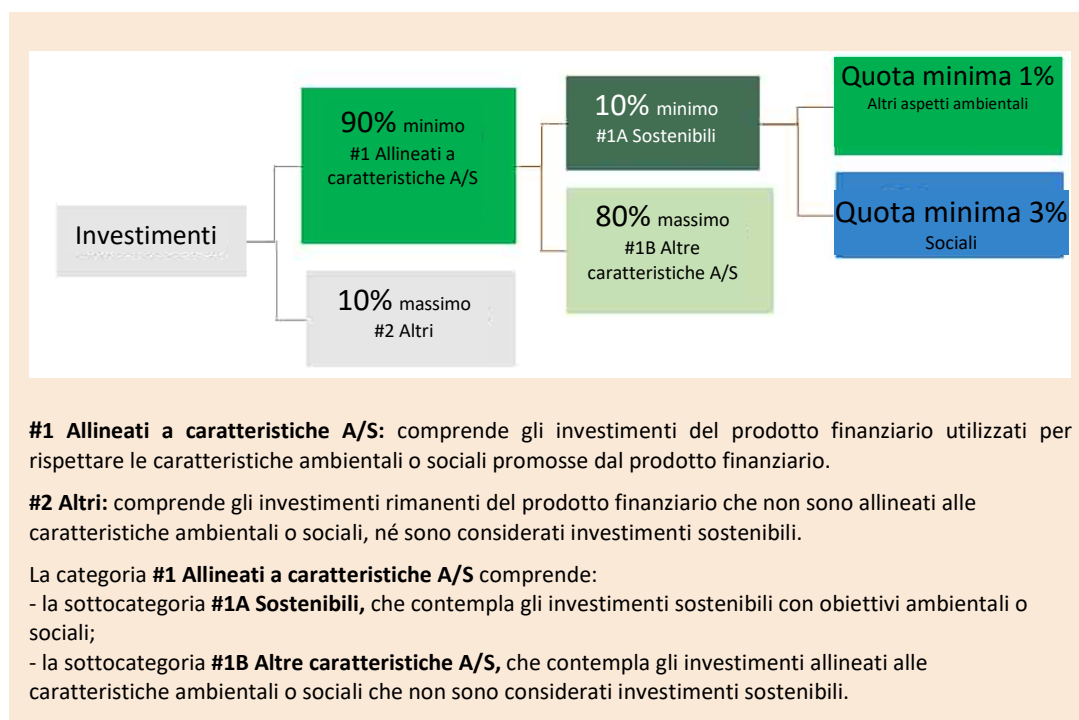 Investimenti
90% minimo
#1 Allineati a
caratteristiche A/S
10% massimo
#2 Altri
10% minimo
#1A Sostenibili
80% massimo
#1B Altre
caratteristiche A/S
Quota minima 1%
Altri aspetti ambientali
Quota minima 3%
Sociali
#1 Allineati a caratteristiche A/S: comprende gli investimenti del prodotto finanziario utilizzati per
rispettare le caratteristiche ambientali o sociali promosse dal prodotto finanziario.
#2 Altri: comprende gli investimenti rimanenti del prodotto finanziario che non sono allineati alle
caratteristiche ambientali o sociali, né sono considerati investimenti sostenibili.
La categoria #1 Allineati a caratteristiche A/S comprende:
- la sottocategoria #1A Sostenibili, che contempla gli investimenti sostenibili con obiettivi ambientali o
sociali;
- la sottocategoria #1B Altre caratteristiche A/S, che contempla gli investimenti allineati alle
caratteristiche ambientali o sociali che non sono considerati investimenti sostenibili.